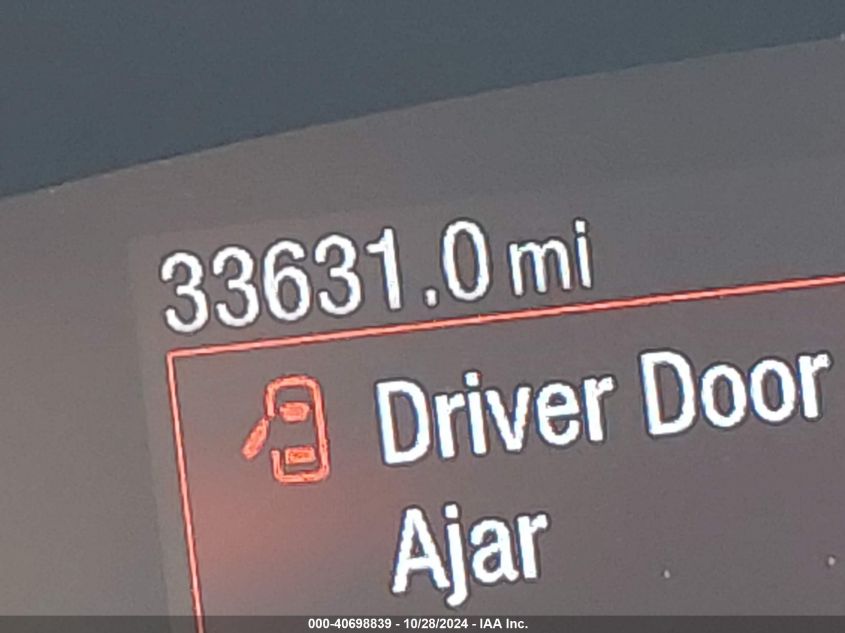 33631.0 mi
Driver Door
Ajar
000-40698839 - 10/28/2024 - IAA Inc.